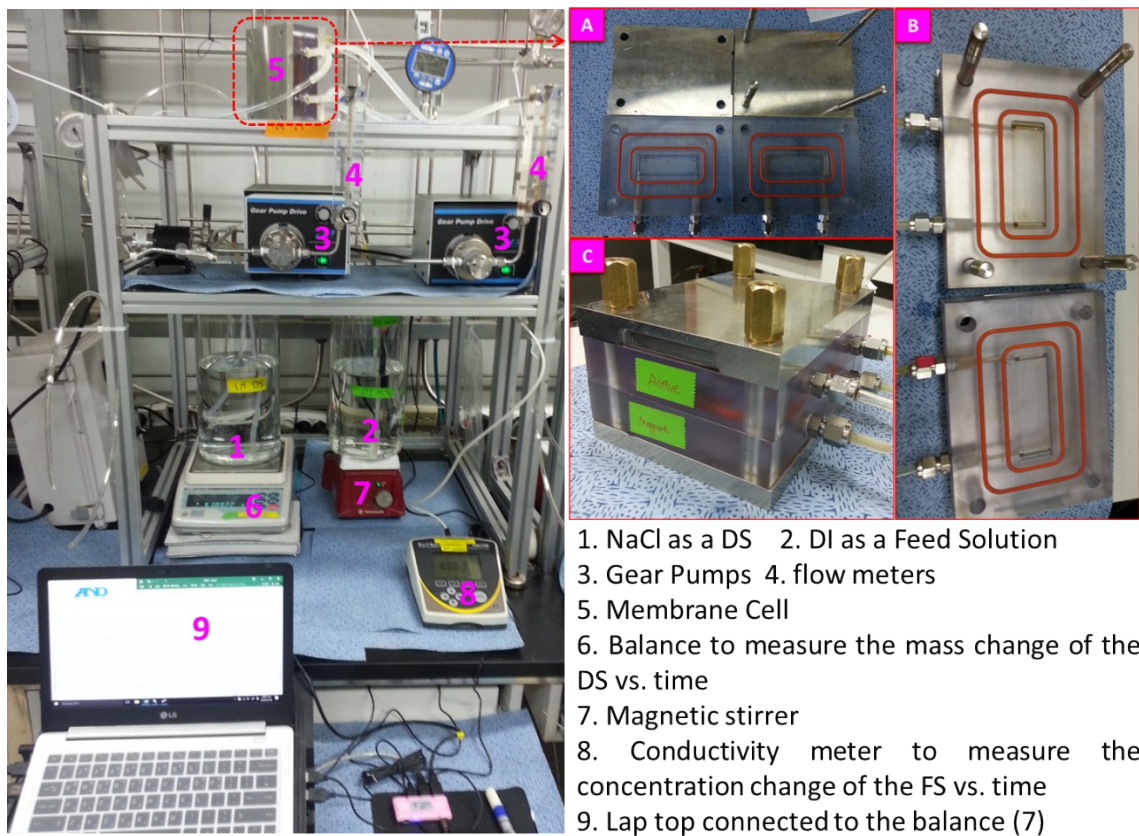 5
4
4
Gear Pump Drive
Gear Pump Drive
3
3
1M DS
1
2
6
7
8
AND
9
LG
A
B
C
Active
Support
1. NaCl as a DS 2. DI as a Feed Solution
3. Gear Pumps 4. flow meters
5. Membrane Cell
6. Balance to measure the mass change of the
DS vs. time
7. Magnetic stirrer
8. Conductivity meter to measure the
concentration change of the FS vs. time
9. Lap top connected to the balance (7)